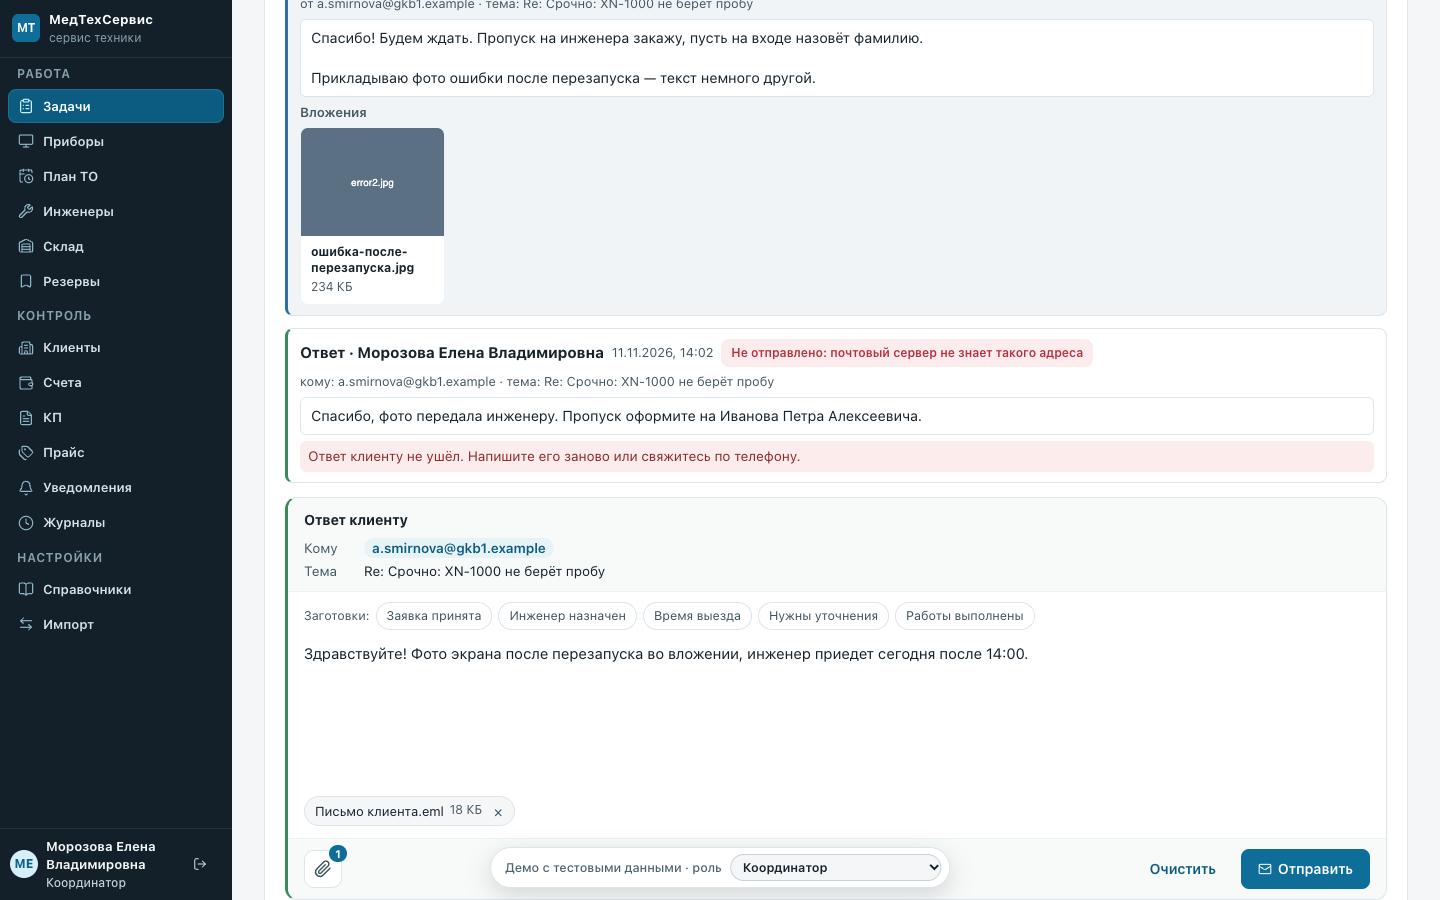 МТ
МедТехСервис
сервис техники
РАБОТА
Задачи
Приборы
План ТО
Инженеры
Склад
Резервы
КОНТРОЛЬ
Клиенты
Счета
КП
Прайс
Уведомления
Журналы
НАСТРОЙКИ
Справочники
Импорт
МЕ
Морозова Елена
Владимировна
Координатор
от a.smirnova@gkb1.example · тема: Re: Срочно: XN-1000 не берёт пробу
Спасибо! Будем ждать. Пропуск на инженера закажу, пусть на входе назовёт фамилию.
Прикладываю фото ошибки после перезапуска — текст немного другой.
Вложения
error2.jpg
ошибка-после-
перезапуска.jpg
234 КБ
Ответ · Морозова Елена Владимировна 11.11.2026, 14:02 Не отправлено: почтовый сервер не знает такого адреса
кому: a.smirnova@gkb1.example · тема: Re: Срочно: XN-1000 не берёт пробу
Спасибо, фото передала инженеру. Пропуск оформите на Иванова Петра Алексеевича.
Ответ клиенту не ушёл. Напишите его заново или свяжитесь по телефону.
Ответ клиенту
Кому a.smirnova@gkb1.example
Тема Re: Срочно: XN-1000 не берёт пробу
Заготовки: Заявка принята Инженер назначен Время выезда Нужны уточнения Работы выполнены
Здравствуйте! Фото экрана после перезапуска во вложении, инженер приедет сегодня после 14:00.
Письмо клиента.eml 18 КБ ×
1
Демо с тестовыми данными · роль Координатор
Очистить Отправить